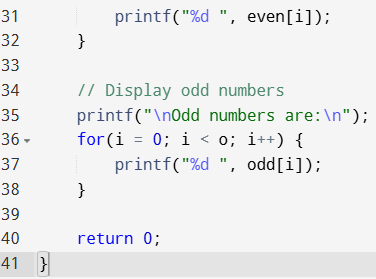 31         printf("%d ", even[i]);
32     }
33
34     // Display odd numbers
35     printf("\nOdd numbers are:\n");
36     for(i = 0; i < o; i++) {
37         printf("%d ", odd[i]);
38     }
39
40     return 0;
41 }